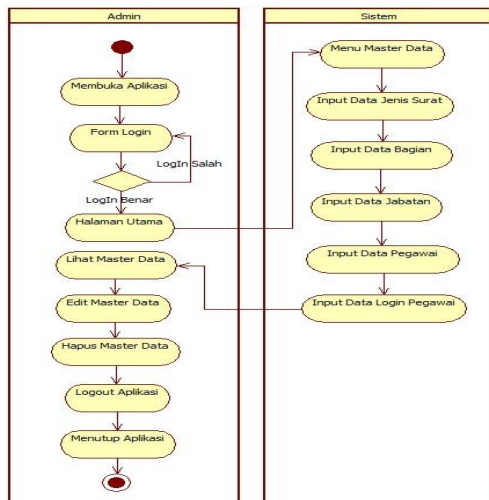 Admin
Membuka Aplikasi
Form Login
LogIn Salah
LogIn Benar
Halaman Utama
Lihat Master Data
Edit Master Data
Hapus Master Data
Logout Aplikasi
Menutup Aplikasi
Sistem
Menu Master Data
Input Data Jenis Surat
Input Data Bagian
Input Data Jabatan
Input Data Pegawai
Input Data Login Pegawai